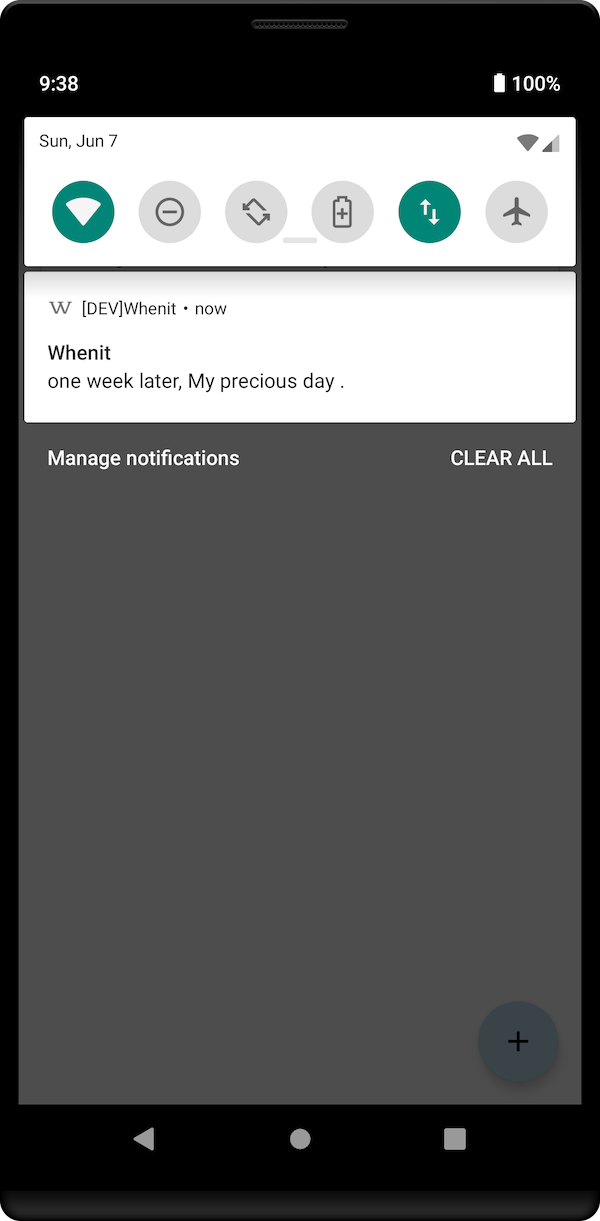 9:38 100%
Sun, Jun 7
W [DEV]Whenit • now
Whenit
one week later, My precious day .
Manage notifications CLEAR ALL